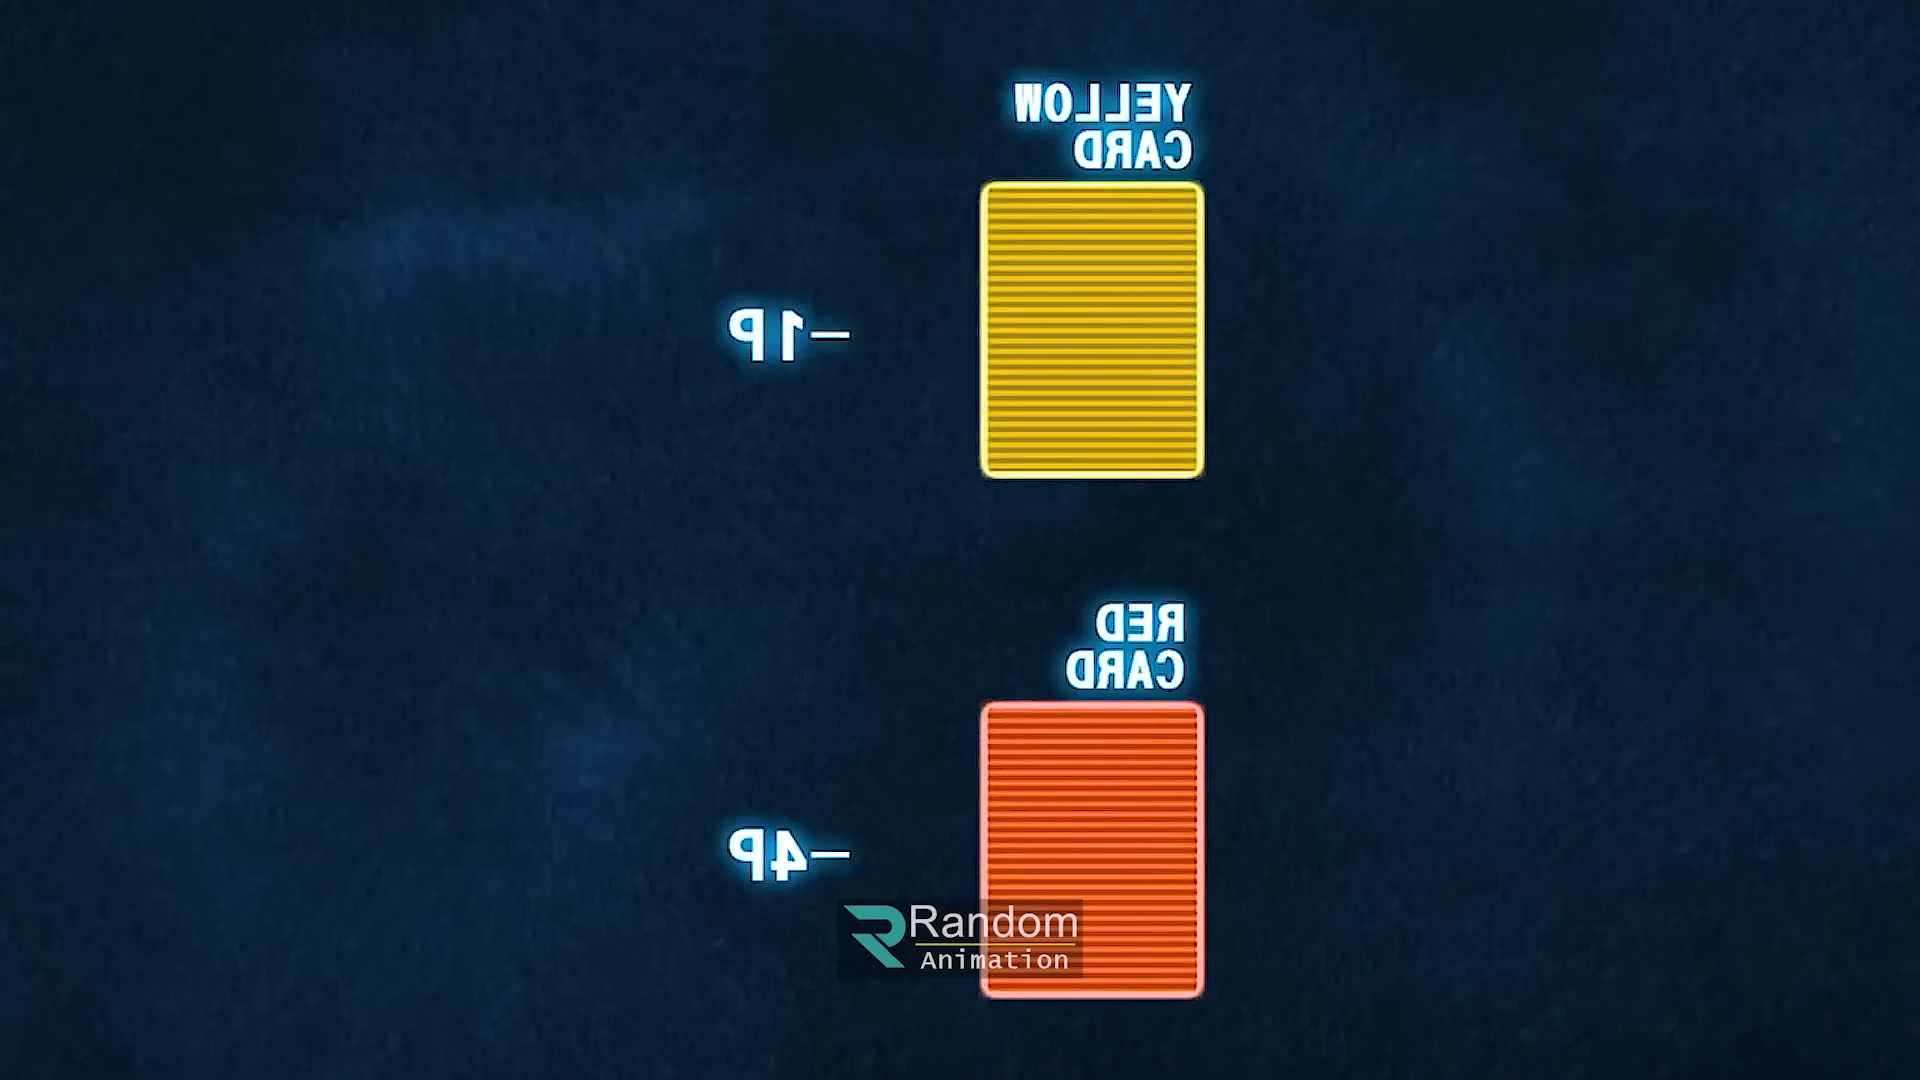 YELLOW
CARD
−1P
RED
CARD
−4P
Random
Animation